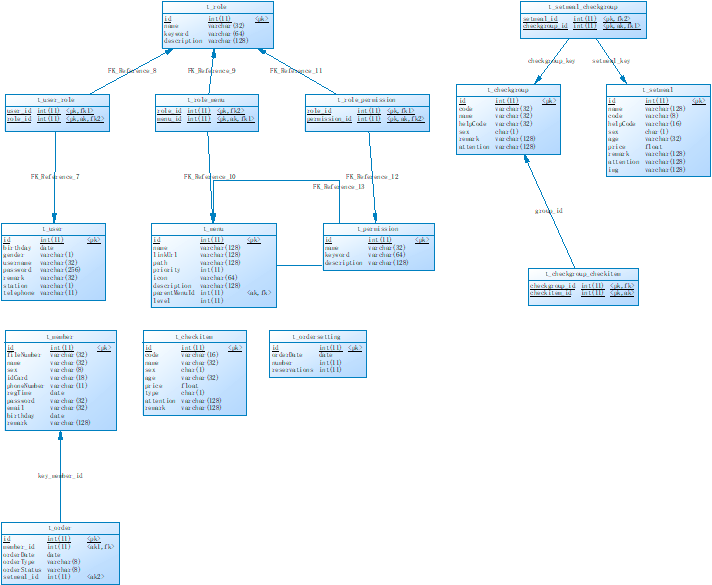 t_role
id int(11) <pk>
name varchar(32)
keyword varchar(64)
description varchar(128)
t_setmeal_checkgroup
setmeal_id int(11) <pk,fk2>
checkgroup_id int(11) <pk,ak,fk1>
FK_Reference_8
FK_Reference_9
FK_Reference_11
checkgroup_key
setmeal_key
t_user_role
user_id int(11) <pk,fk1>
role_id int(11) <pk,ak,fk2>
t_role_menu
role_id int(11) <pk,fk2>
menu_id int(11) <pk,ak,fk1>
t_role_permission
role_id int(11) <pk,fk1>
permission_id int(11) <pk,ak,fk2>
t_checkgroup
id int(11) <pk>
code varchar(32)
name varchar(32)
helpCode varchar(32)
sex char(1)
remark varchar(128)
attention varchar(128)
t_setmeal
id int(11) <pk>
name varchar(128)
code varchar(8)
helpCode varchar(16)
sex char(1)
age varchar(32)
price float
remark varchar(128)
attention varchar(128)
img varchar(128)
FK_Reference_7
FK_Reference_10
FK_Reference_12
FK_Reference_13
group_id
t_user
id int(11) <pk>
birthday date
gender varchar(1)
username varchar(32)
password varchar(256)
remark varchar(32)
station varchar(1)
telephone varchar(11)
t_menu
id int(11) <pk>
name varchar(128)
linkUrl varchar(128)
path varchar(128)
priority int(11)
icon varchar(64)
description varchar(128)
parentMenuId int(11) <ak,fk>
level int(11)
t_permission
id int(11) <pk>
name varchar(32)
keyword varchar(64)
description varchar(128)
t_checkgroup_checkitem
checkgroup_id int(11) <pk,fk>
checkitem_id int(11) <pk,ak>
t_member
id int(11) <pk>
fileNumber varchar(32)
name varchar(32)
sex varchar(8)
idCard varchar(18)
phoneNumber varchar(11)
regTime date
password varchar(32)
email varchar(32)
birthday date
remark varchar(128)
t_checkitem
id int(11) <pk>
code varchar(16)
name varchar(32)
sex char(1)
age varchar(32)
price float
type char(1)
attention varchar(128)
remark varchar(128)
t_ordersetting
id int(11) <pk>
orderDate date
number int(11)
reservations int(11)
key_member_id
t_order
id int(11) <pk>
member_id int(11) <ak1,fk>
orderDate date
orderType varchar(8)
orderStatus varchar(8)
setmeal_id int(11) <ak2>